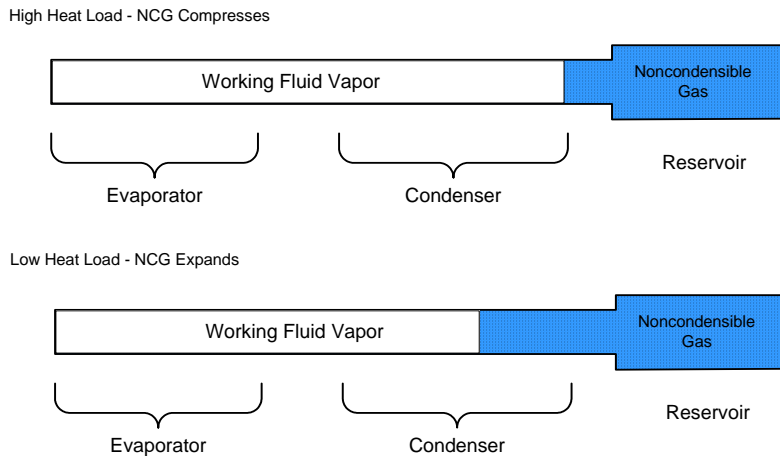 High Heat Load - NCG Compresses
Working Fluid Vapor
Noncondensible
Gas
Evaporator
Condenser
Reservoir
Low Heat Load - NCG Expands
Working Fluid Vapor
Noncondensible
Gas
Evaporator
Condenser
Reservoir